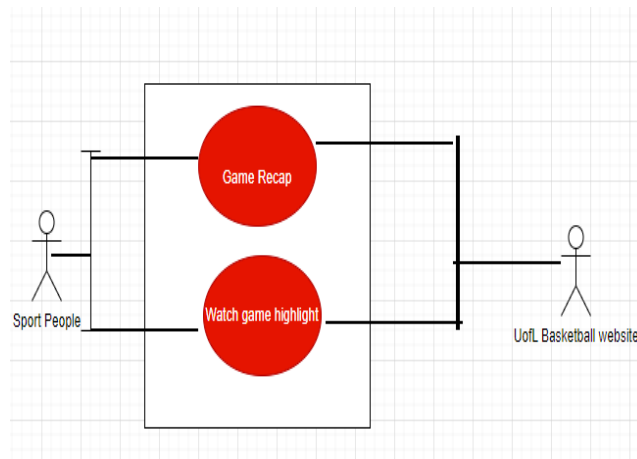 Game Recap
Watch game highlight
Sport People
UofL Basketball website